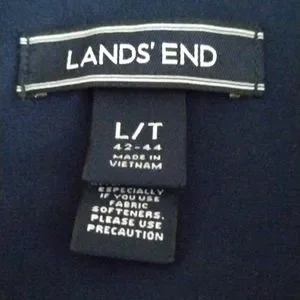 LANDS' END
L/T
42-44
MADE IN
VIETNAM
ESPECIALLY
IF YOU USE
FABRIC
SOFTENERS.
PLEASE USE
PRECAUTION